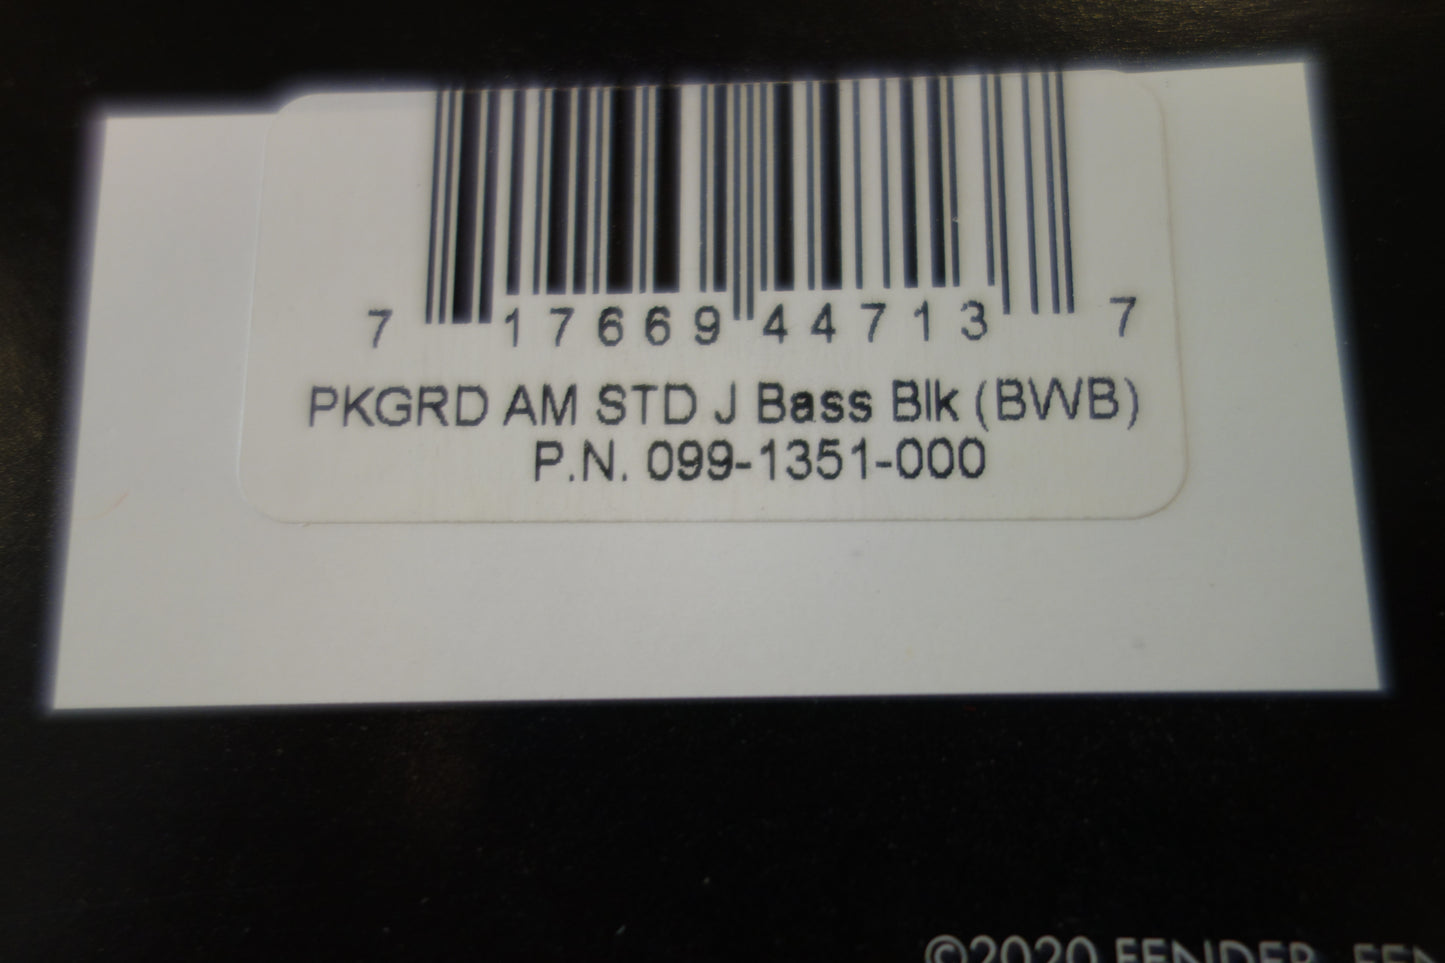 7 17669 44713 7
PKGRD AM STD J Bass Blk (BWB)
P.N. 099-1351-000
©2020 FENDER